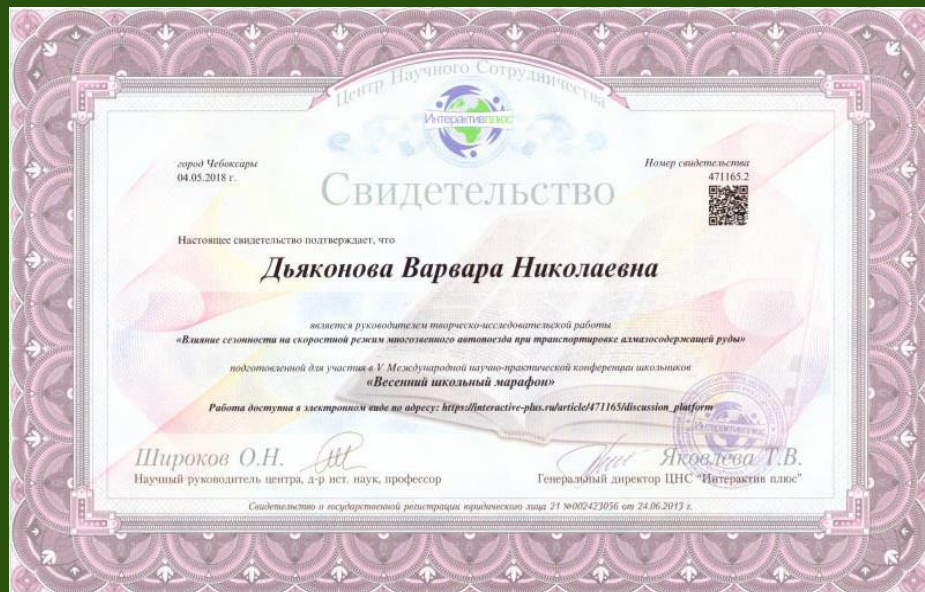 Центр Научного Сотрудничества
Интерактивплюс
город Чебоксары
04.05.2018 г.
Номер свидетельства
471165.2
Свидетельство
Настоящее свидетельство подтверждает, что
Дьяконова Варвара Николаевна
является руководителем творческо-исследовательской работы
«Влияние сезонности на скоростной режим многозвенного автопоезда при транспортировке алмазосодержащей руды»
подготовленной для участия в V Международной научно-практической конференции школьников
«Весенний школьный марафон»
Работа доступна в электронном виде по адресу: https://interactive-plus.ru/article/471165/discussion_platform
Интерактивплюс
Широков О.Н.
Научный руководитель центра, д-р ист. наук, профессор
Яковлева Т.В.
Генеральный директор ЦНС "Интерактив плюс"
Свидетельство о государственной регистрации юридического лица 21 №002423056 от 24.06.2013 г.